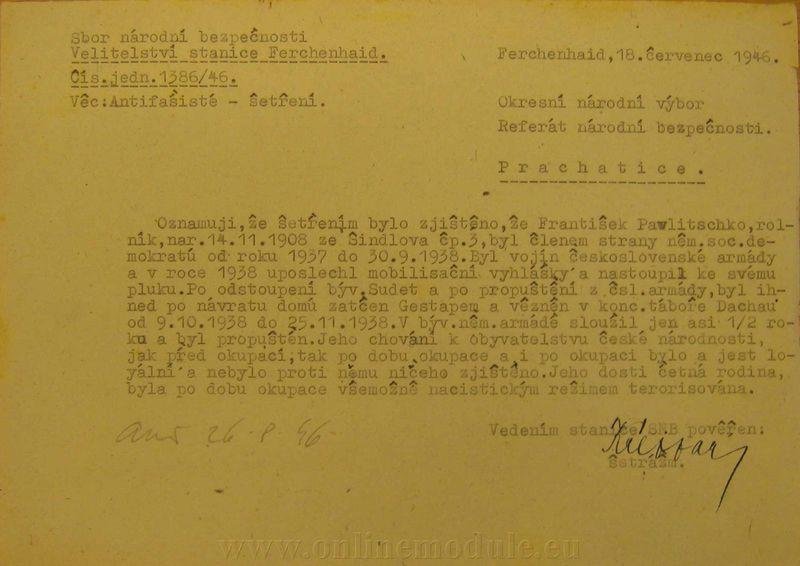 Sbor národní bezpečnosti
Velitelství stanice Ferchenhaid.
Čís.jedn.1386/46.
Věc:Antifašisté - šetření.
Ferchenhaid,18.červenec 1946.
Okresní národní výbor
Referát národní bezpečnosti.
P r a c h a t i c e .
Oznamuji,že šetřením bylo zjištěno,že František Pawlitschko,rol-
ník,nar.14.11.1908 ze Šindlova čp.3,byl členem strany něm.soc.de-
mokratů od roku 1937 do 30.9.1938.Byl vojín československé armády
a v roce 1938 uposlechl mobilisační vyhlášky a nastoupil ke svému
pluku.Po odstoupení býv.Sudet a po propuštění z čsl.armády,byl ih-
ned po návratu domů zatčen Gestapem a vězněn v konc.táboře Dachau
od 9.10.1938 do 25.11.1938.V býv.něm.armádě sloužil jen asi 1/2 ro-
ku a byl propuštěn.Jeho chování k obyvatelstvu české národnosti,
jak před okupací,tak po dobu okupace a i po okupaci bylo a jest lo-
yální a nebylo proti němu ničeho zjištěno.Jeho dosti četná rodina,
byla po dobu okupace všemožně nacistickým režimem terorisována.
26-8-46-
Vedením stanice SNB pověřen:
šstrážm.
www.onlinemodule.eu